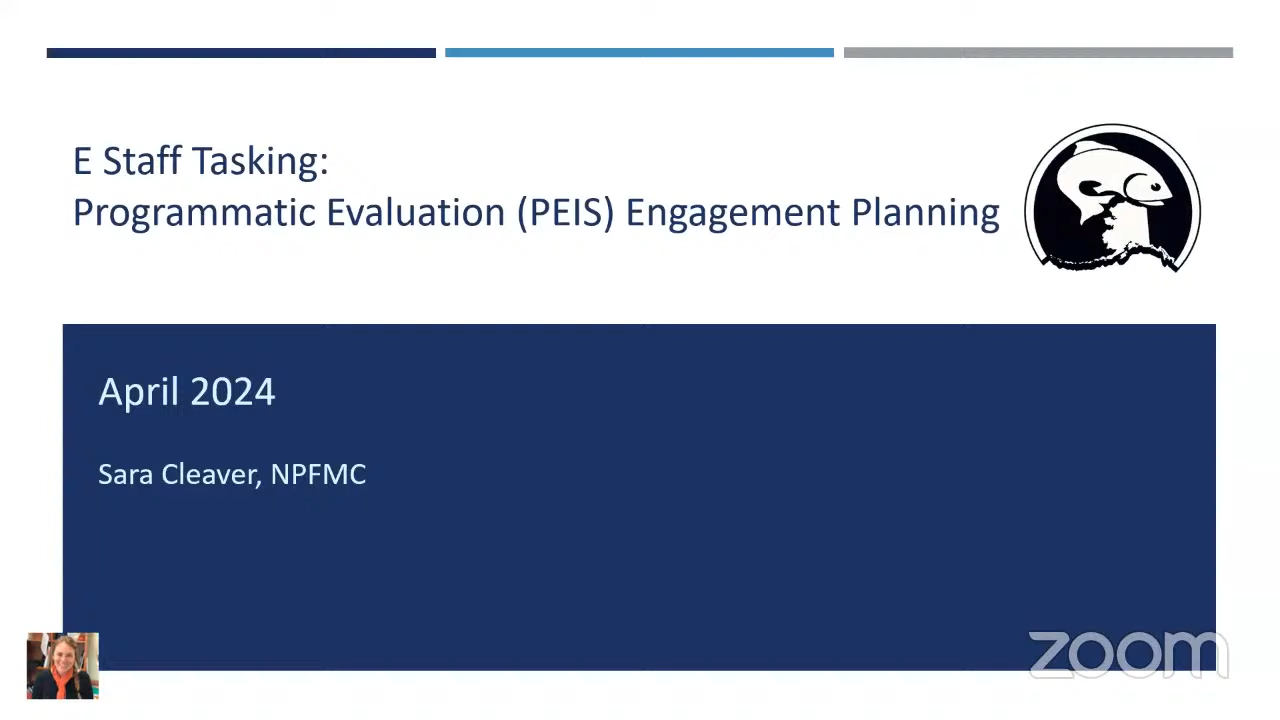 E Staff Tasking:
Programmatic Evaluation (PEIS) Engagement Planning
April 2024
Sara Cleaver, NPFMC
zoom